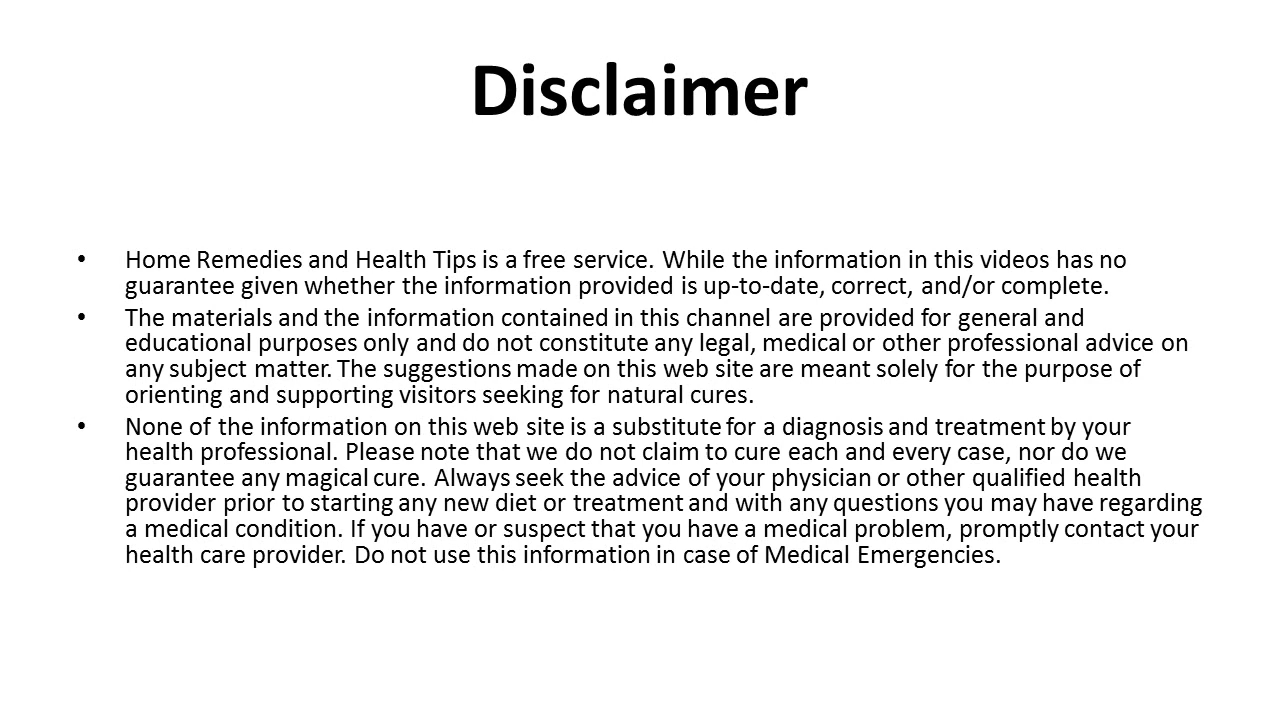 Disclaimer
• Home Remedies and Health Tips is a free service. While the information in this videos has no
guarantee given whether the information provided is up-to-date, correct, and/or complete.
• The materials and the information contained in this channel are provided for general and
educational purposes only and do not constitute any legal, medical or other professional advice on
any subject matter. The suggestions made on this web site are meant solely for the purpose of
orienting and supporting visitors seeking for natural cures.
• None of the information on this web site is a substitute for a diagnosis and treatment by your
health professional. Please note that we do not claim to cure each and every case, nor do we
guarantee any magical cure. Always seek the advice of your physician or other qualified health
provider prior to starting any new diet or treatment and with any questions you may have regarding
a medical condition. If you have or suspect that you have a medical problem, promptly contact your
health care provider. Do not use this information in case of Medical Emergencies.